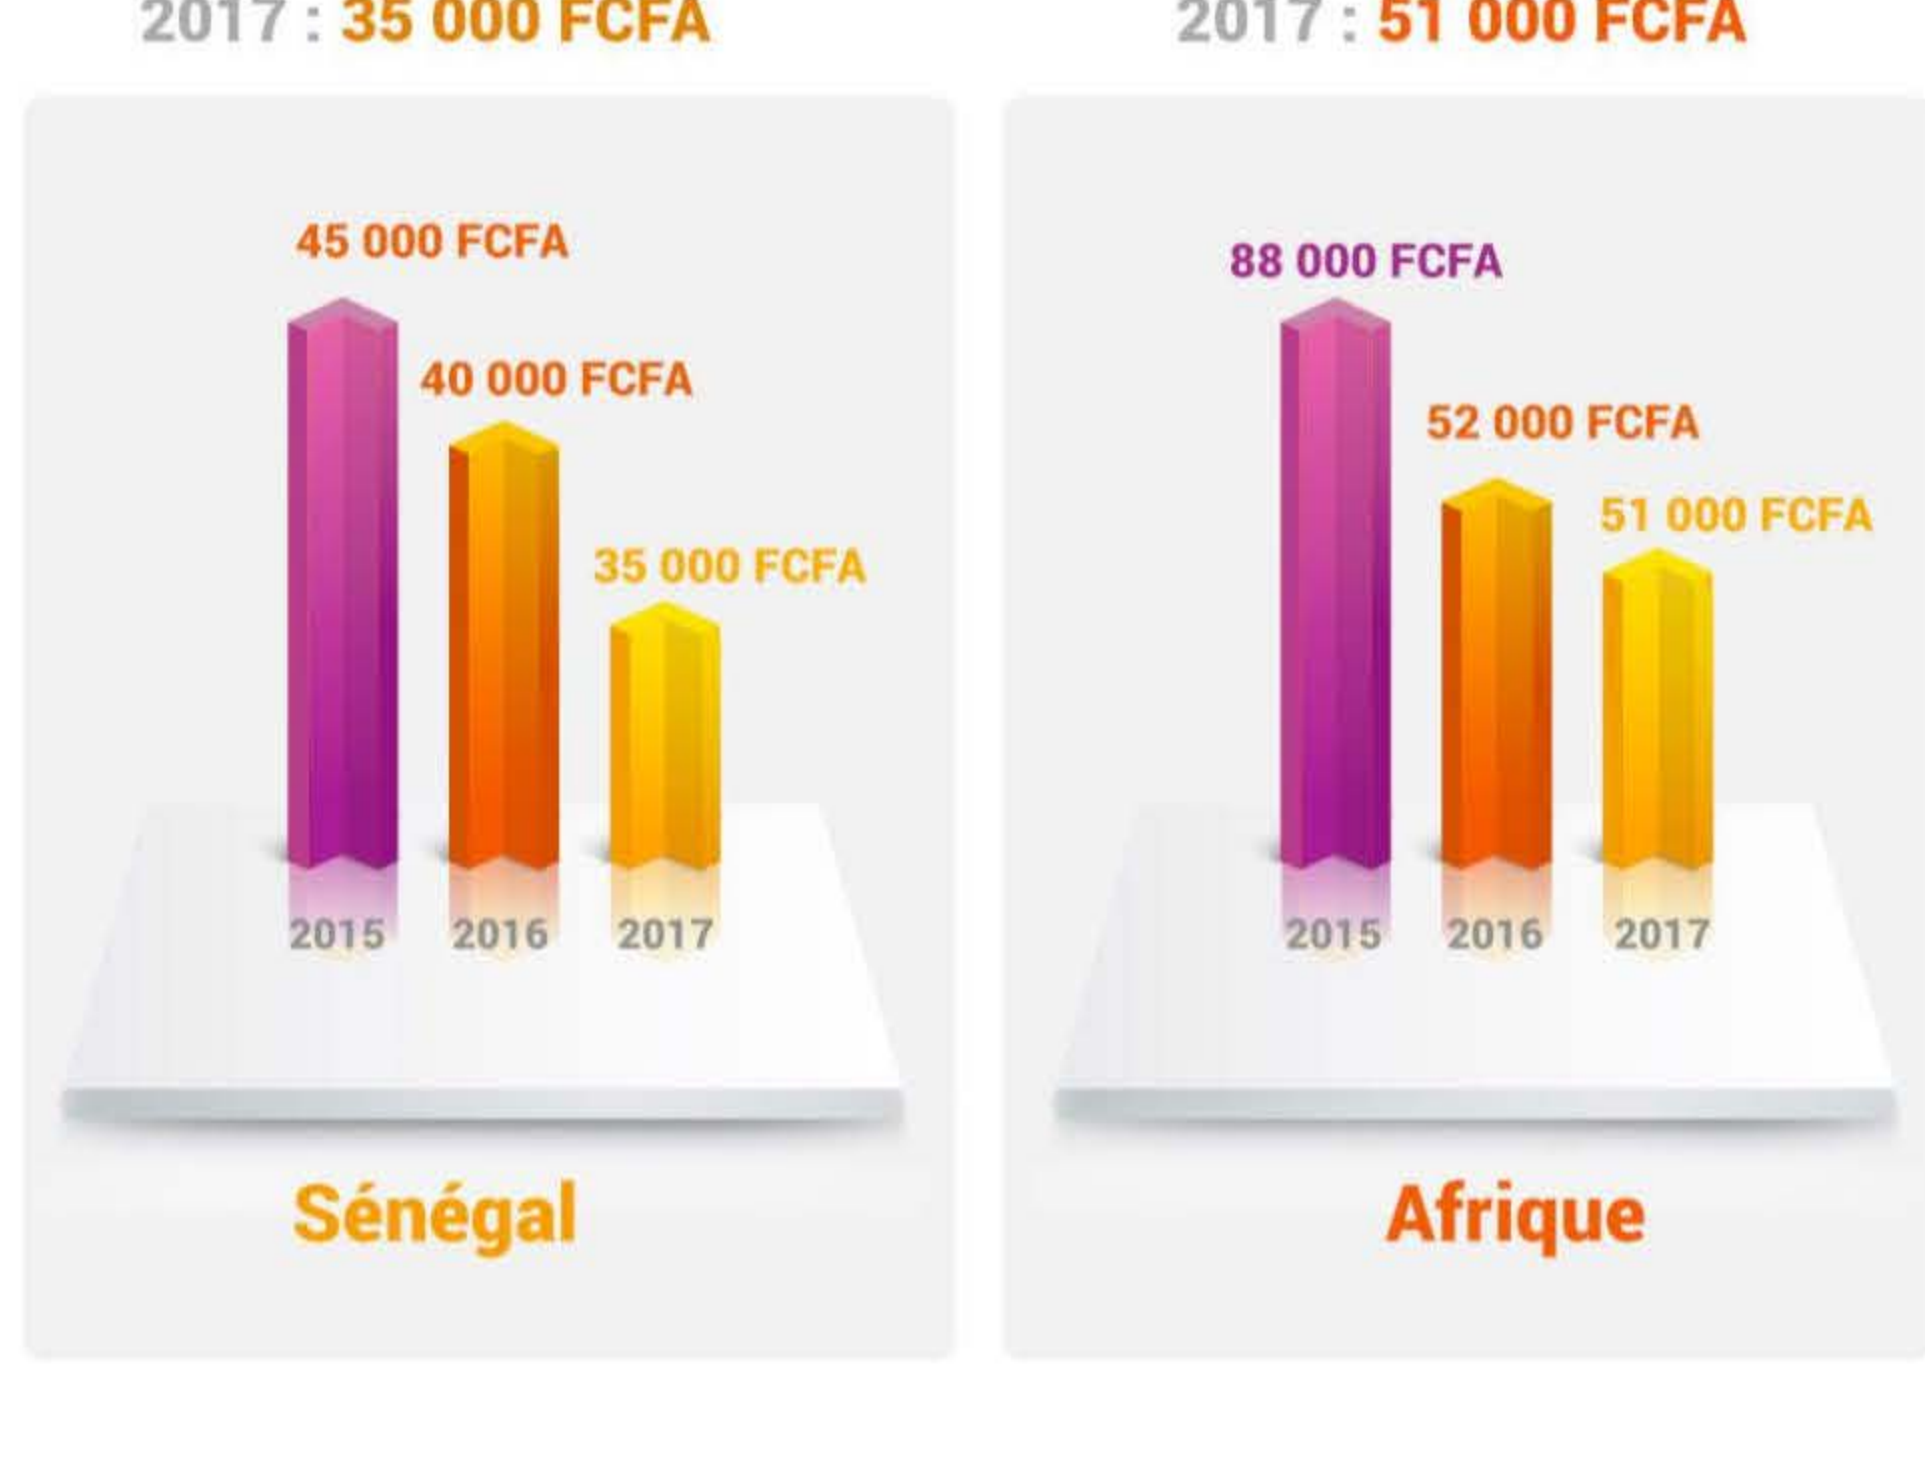 2017 : 35 000 FCFA
2017 : 51 000 FCFA
45 000 FCFA
40 000 FCFA
35 000 FCFA
2015 2016 2017
Sénégal
88 000 FCFA
52 000 FCFA
51 000 FCFA
2015 2016 2017
Afrique